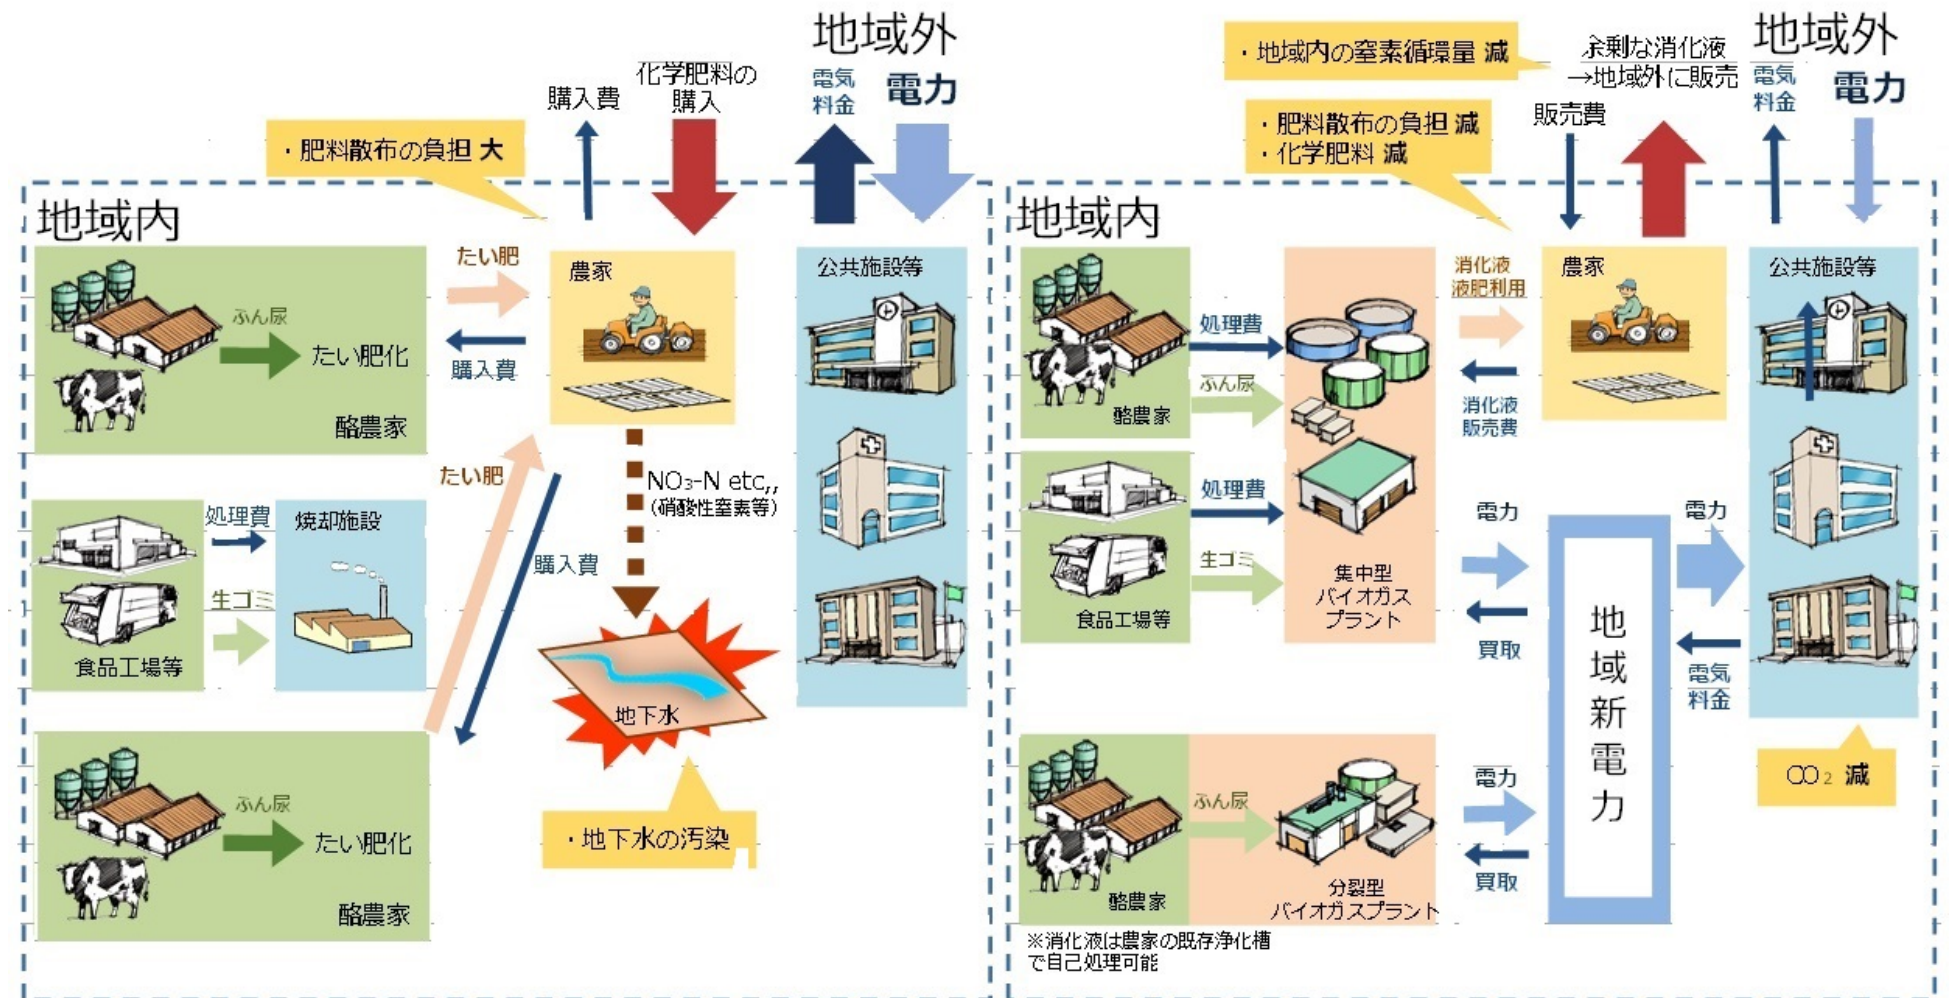 地域外
電気
料金
電力
化学肥料の
購入
購入費
・肥料散布の負担 大
地域内
ふん尿
たい肥化
酪農家
たい肥
購入費
農家
公共施設等
処理費
焼却施設
生ゴミ
食品工場等
たい肥
購入費
NO₃-N etc,,
(硝酸性窒素等)
地下水
・地下水の汚染
ふん尿
たい肥化
酪農家
地域外
・地域内の窒素循環量 減
余剰な消化液
→地域外に販売
電気
料金
電力
販売費
・肥料散布の負担 減
・化学肥料 減
地域内
処理費
ふん尿
酪農家
消化液
液肥利用
消化液
販売費
農家
公共施設等
処理費
生ゴミ
食品工場等
集中型
バイオガス
プラント
電力
買取
地域新電力
電力
電気
料金
CO₂ 減
ふん尿
酪農家
分裂型
バイオガスプラント
電力
買取
※消化液は農家の既存浄化槽
で自己処理可能